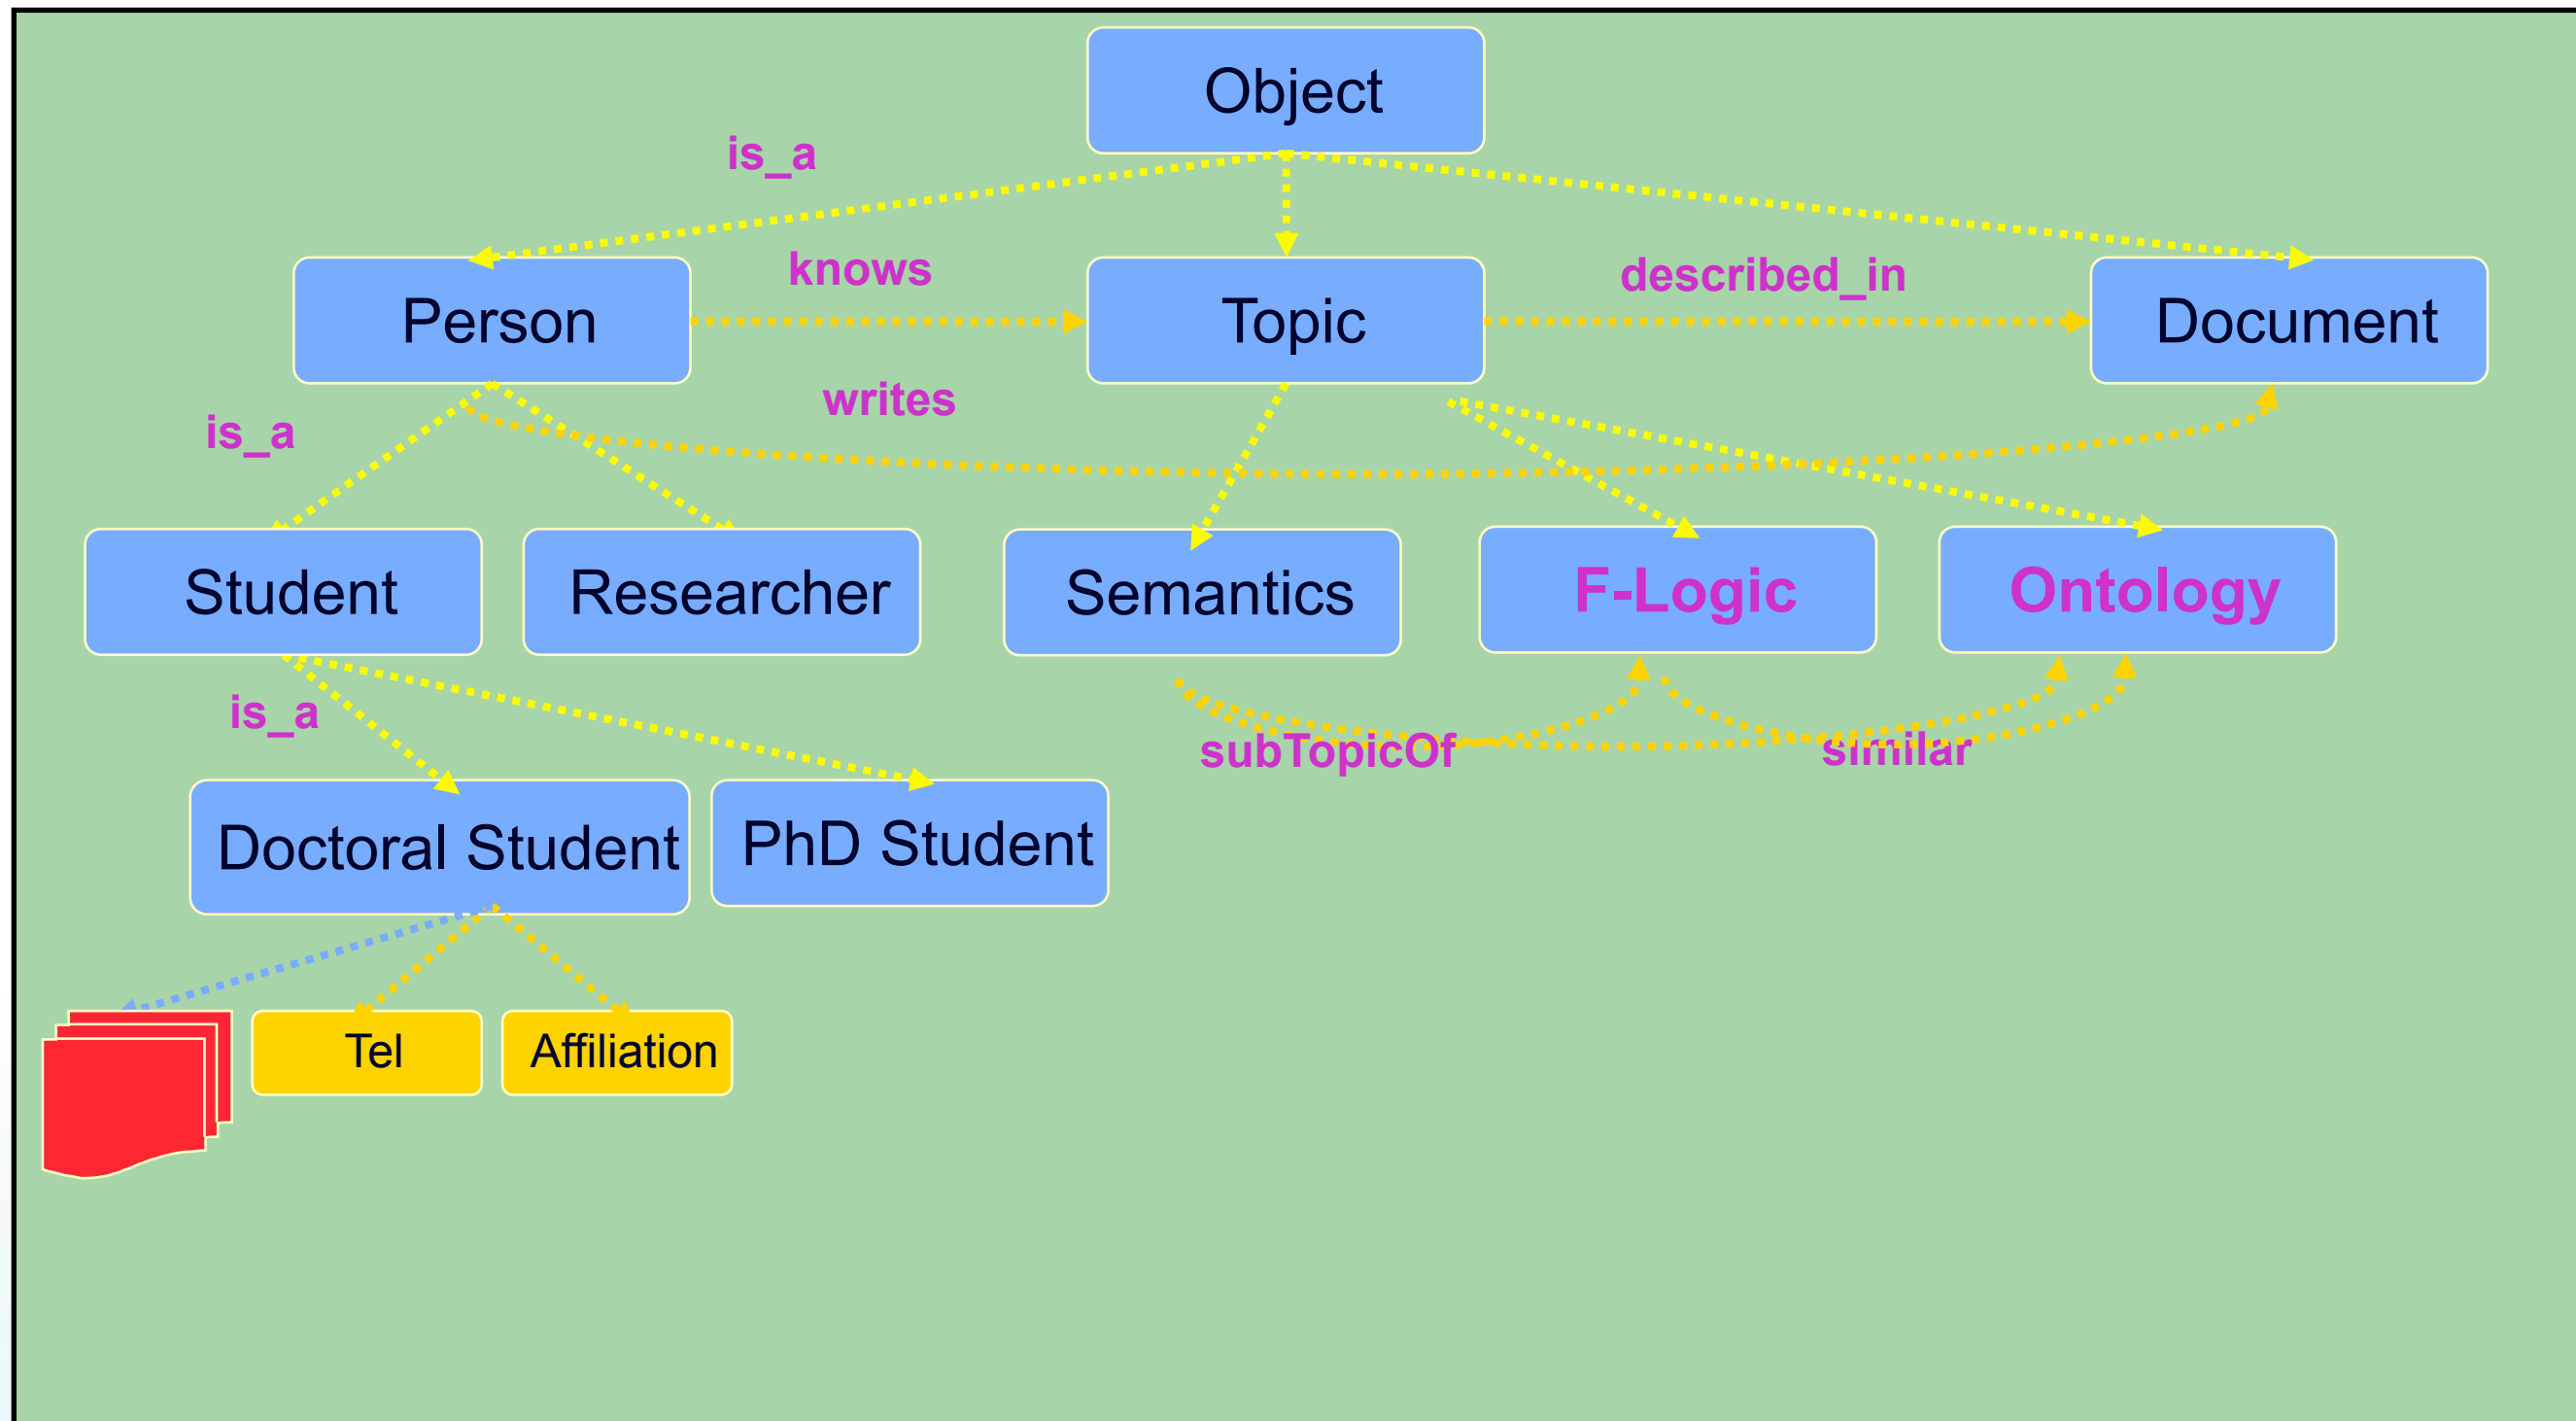 Object
is_a
knows
described_in
Person
Topic
Document
writes
is_a
Student
Researcher
Semantics
F-Logic
Ontology
is_a
subTopicOf
similar
Doctoral Student
PhD Student
Tel
Affiliation